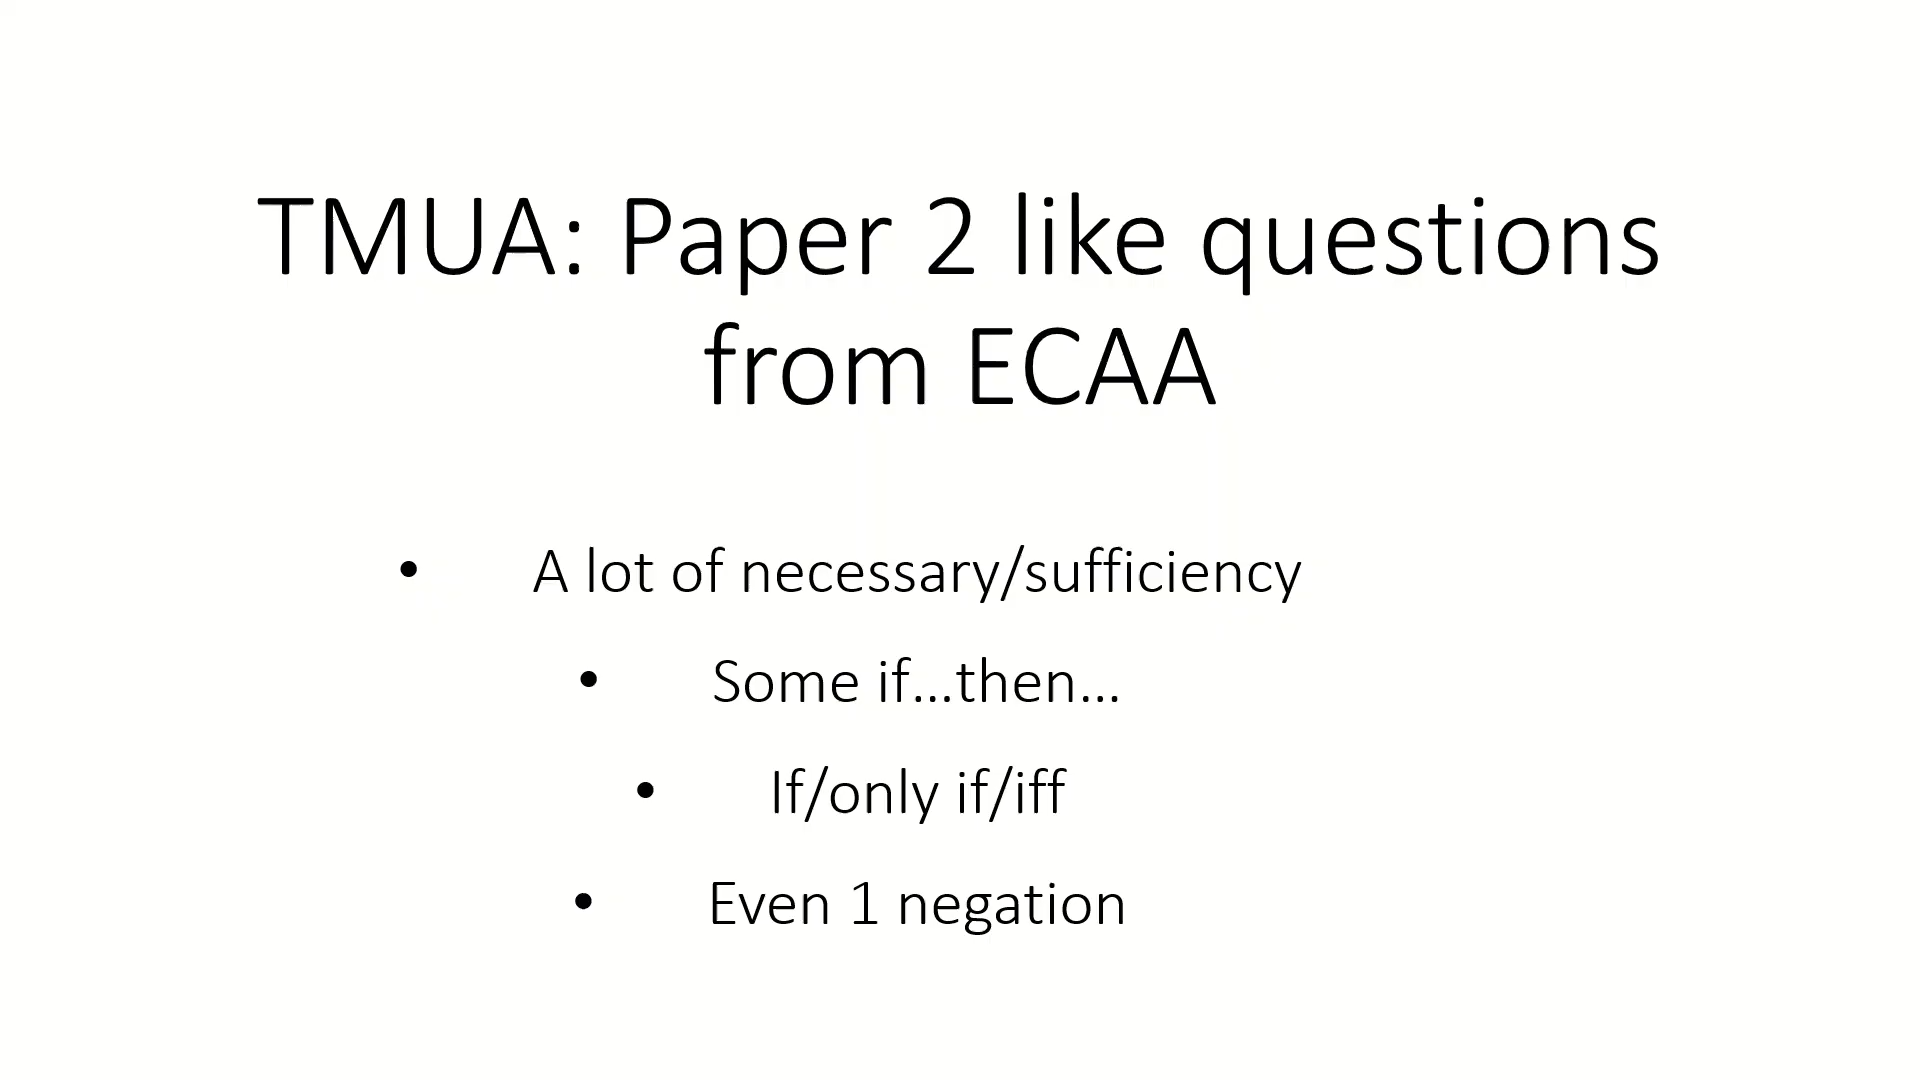 TMUA: Paper 2 like questions
from ECAA
• A lot of necessary/sufficiency
• Some if...then...
• If/only if/iff
• Even 1 negation